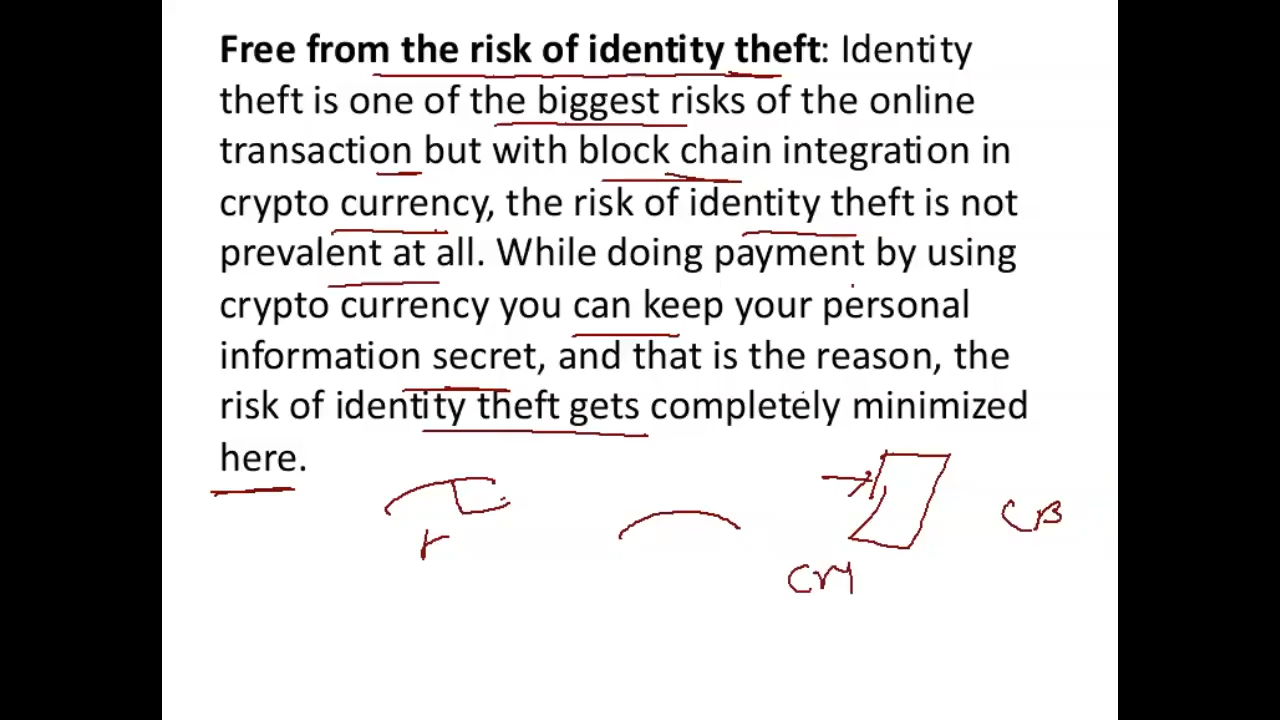 Free from the risk of identity theft: Identity
theft is one of the biggest risks of the online
transaction but with block chain integration in
crypto currency, the risk of identity theft is not
prevalent at all. While doing payment by using
crypto currency you can keep your personal
information secret, and that is the reason, the
risk of identity theft gets completely minimized
here.
CB